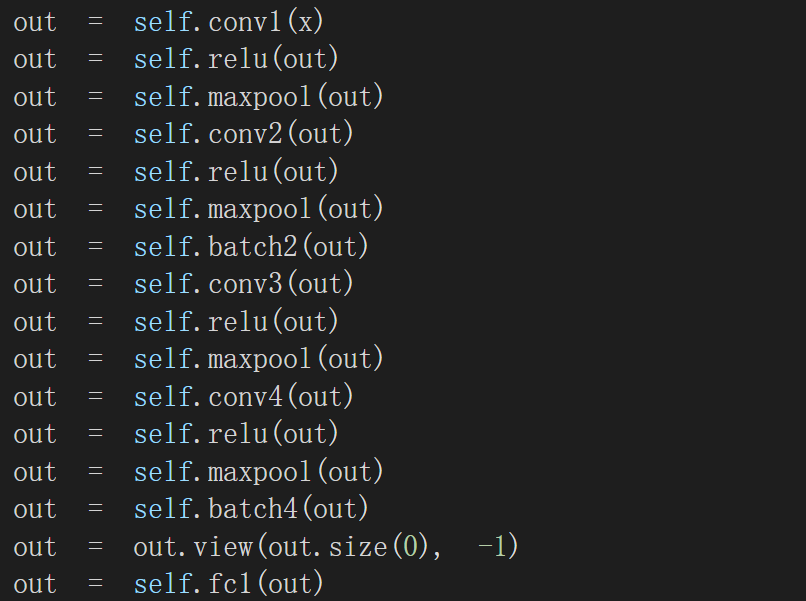 out = self.conv1(x)
out = self.relu(out)
out = self.maxpool(out)
out = self.conv2(out)
out = self.relu(out)
out = self.maxpool(out)
out = self.batch2(out)
out = self.conv3(out)
out = self.relu(out)
out = self.maxpool(out)
out = self.conv4(out)
out = self.relu(out)
out = self.maxpool(out)
out = self.batch4(out)
out = out.view(out.size(0), -1)
out = self.fc1(out)